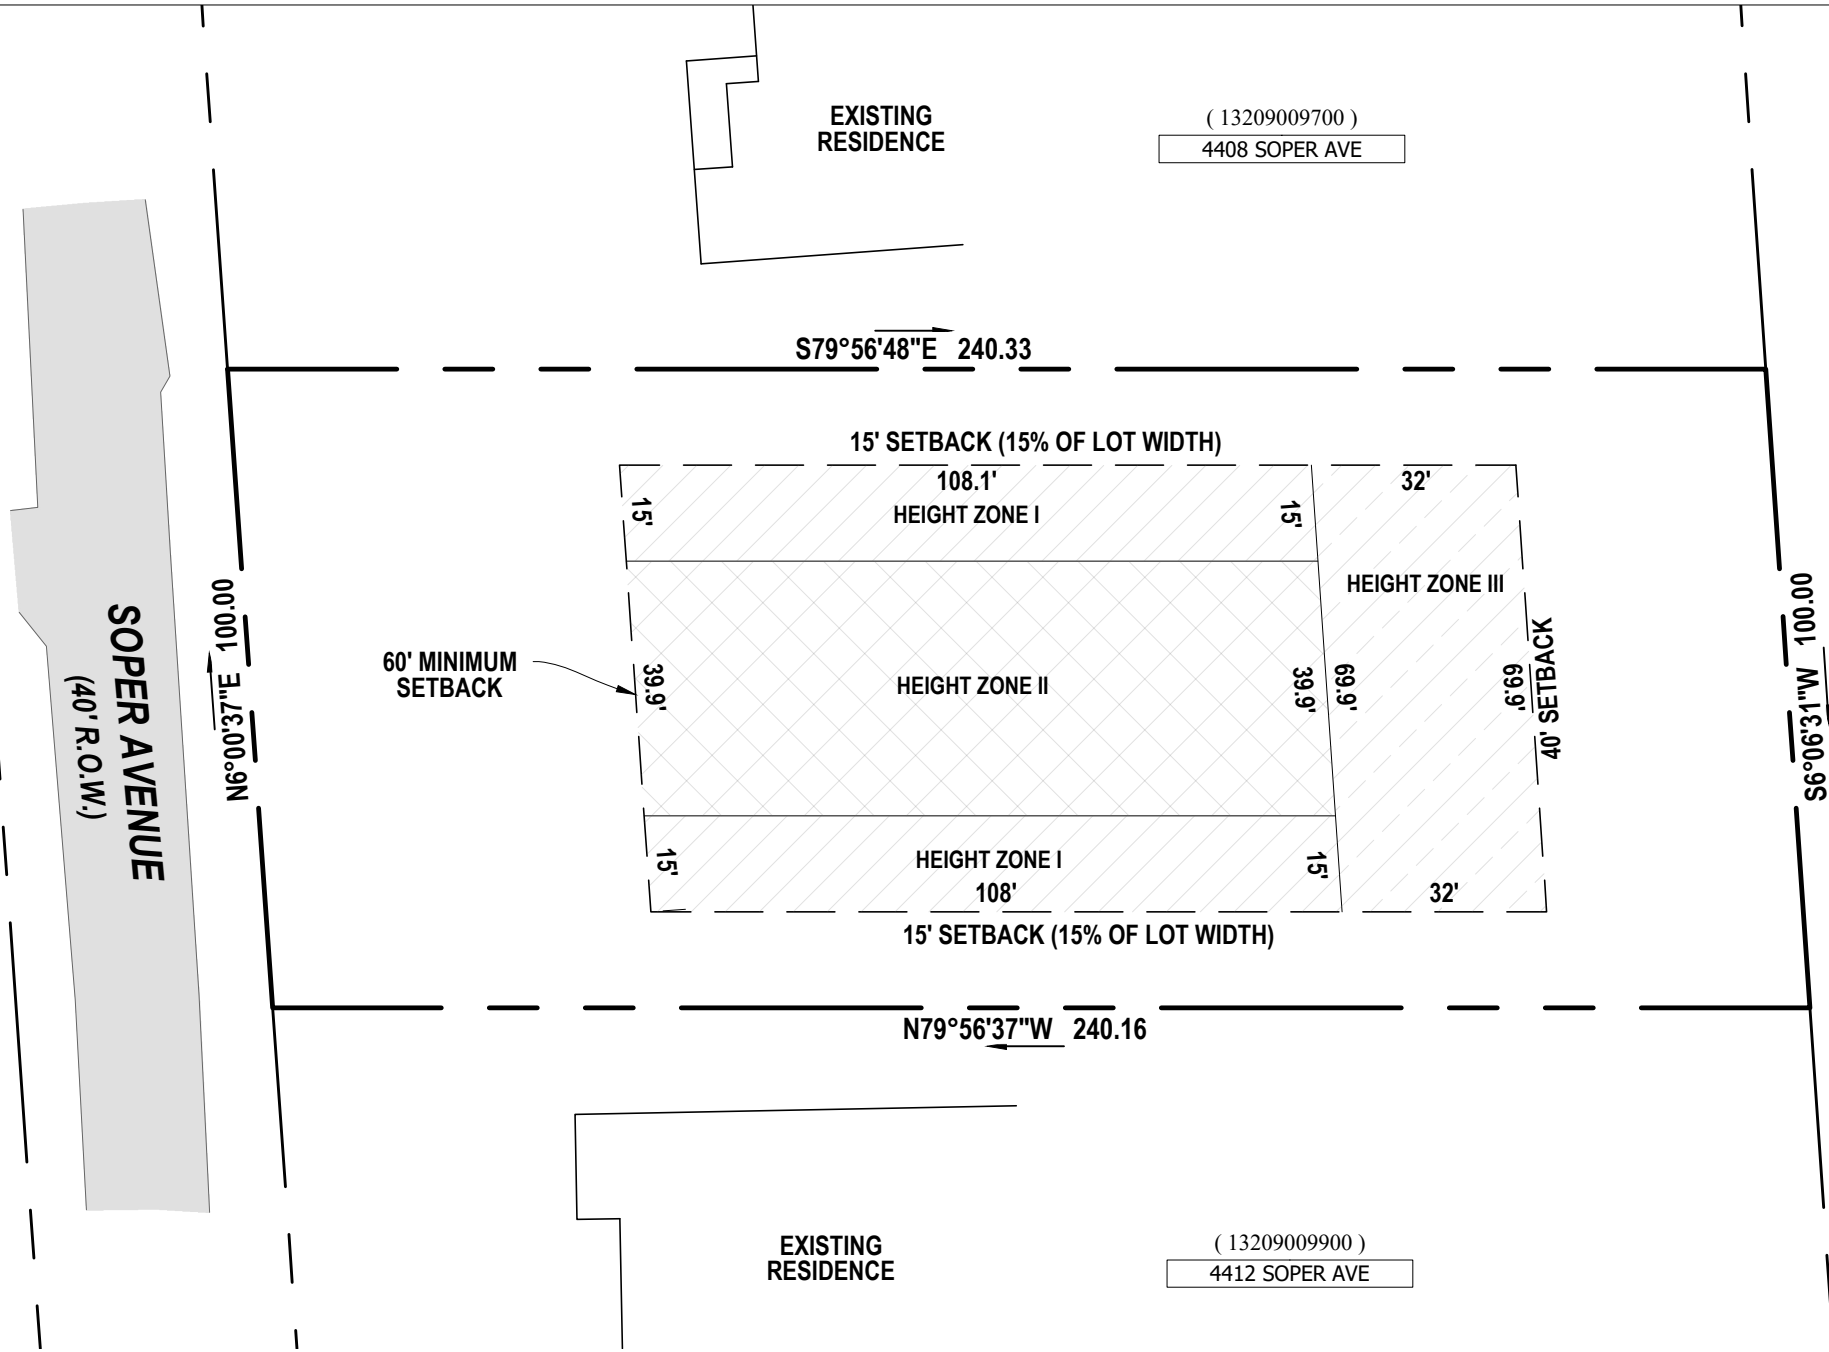 EXISTING
RESIDENCE
( 13209009700 )
4408 SOPER AVE
S79°56'48"E 240.33
15' SETBACK (15% OF LOT WIDTH)
108.1'
32'
15'
HEIGHT ZONE I
15'
HEIGHT ZONE III
N6°00'37"E 100.00
SOPER AVENUE
(40' R.O.W.)
60' MINIMUM
SETBACK
39.9'
HEIGHT ZONE II
39.9'
69.9'
69.9'
40' SETBACK
S6°06'31"W 100.00
15'
HEIGHT ZONE I
15'
108'
32'
15' SETBACK (15% OF LOT WIDTH)
N79°56'37"W 240.16
EXISTING
RESIDENCE
( 13209009900 )
4412 SOPER AVE